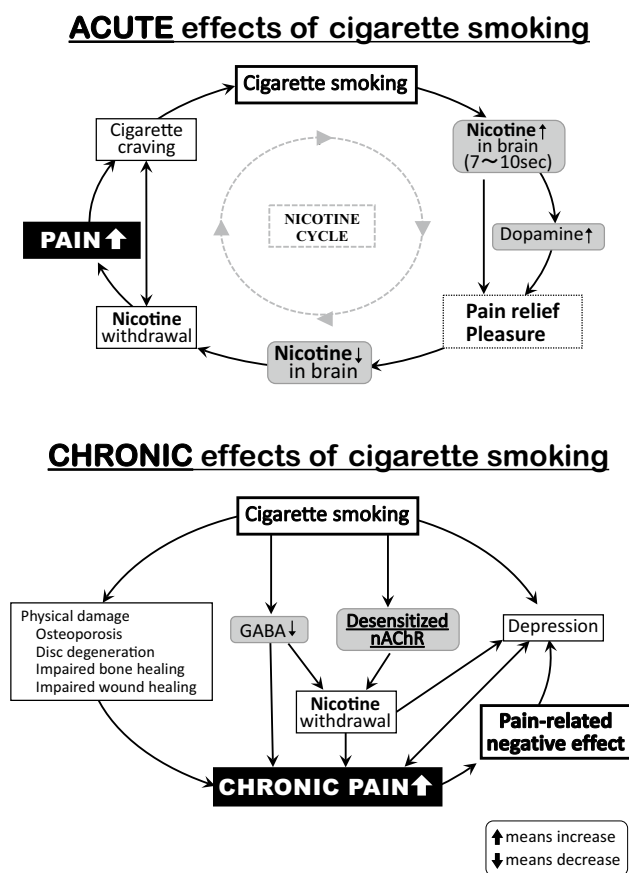 ACUTE effects of cigarette smoking
Cigarette smoking
Cigarette
craving
Nicotine↑
in brain
(7～10sec)
NICOTINE
CYCLE
PAIN⬆
Dopamine↑
Nicotine
withdrawal
Pain relief
Pleasure
Nicotine↓
in brain
CHRONIC effects of cigarette smoking
Cigarette smoking
Physical damage
Osteoporosis
Disc degeneration
Impaired bone healing
Impaired wound healing
GABA↓
Desensitized
nAChR
Depression
Nicotine
withdrawal
Pain-related
negative effect
CHRONIC PAIN⬆
⬆ means increase
⬇ means decrease